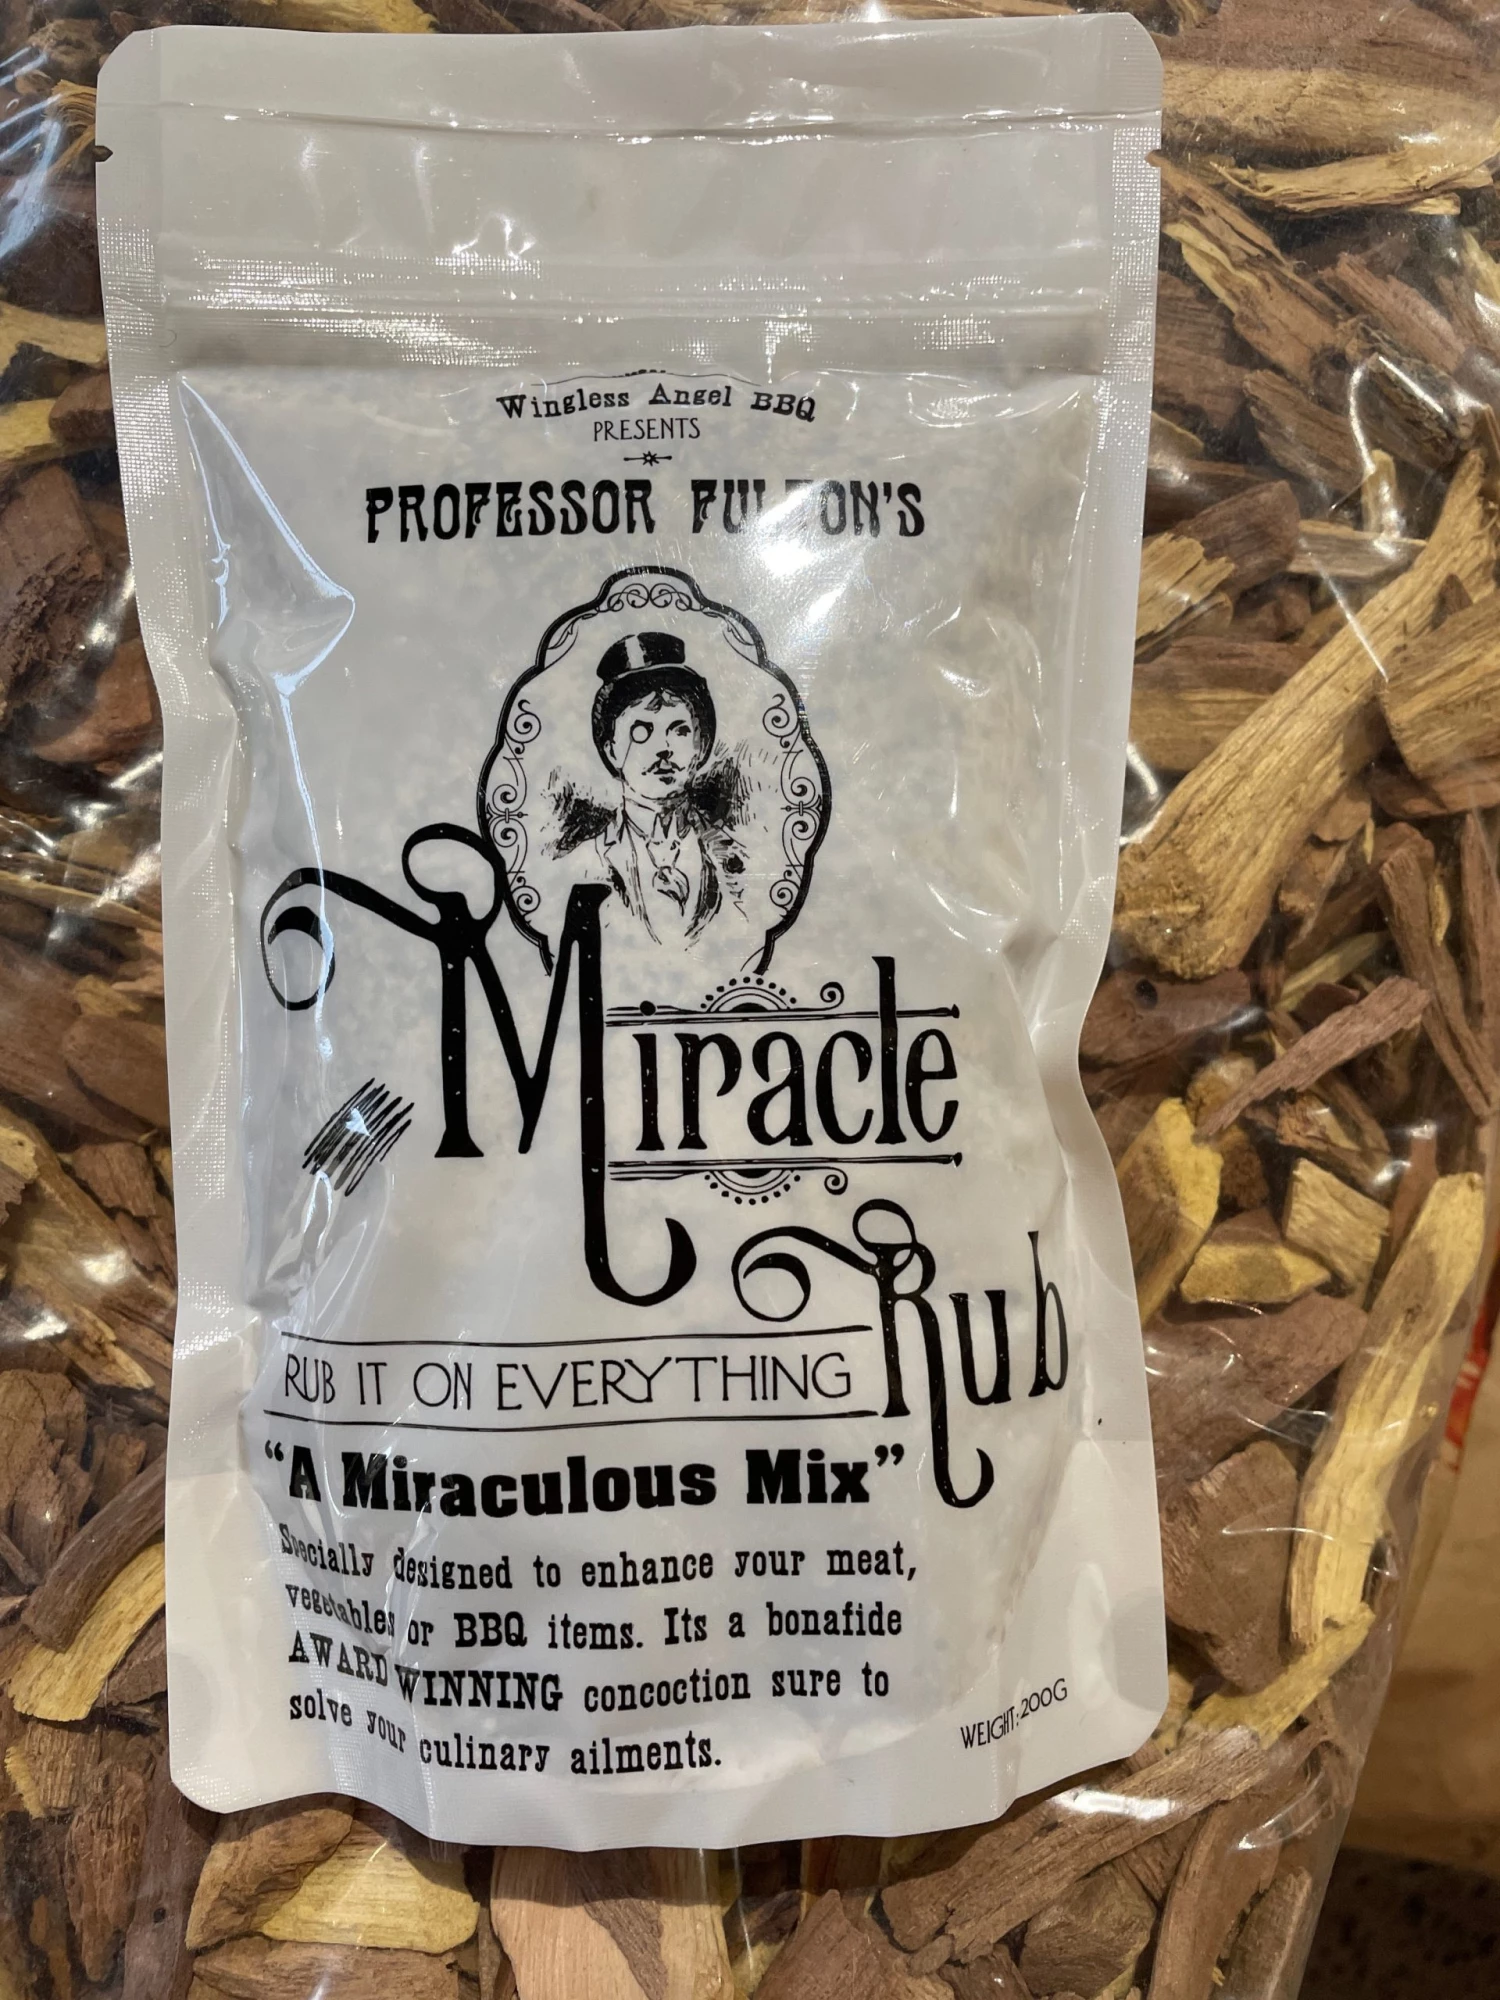 Wingless Angel BBQ
PRESENTS
PROFESSOR FULTON'S
Miracle
Rub
RUB IT ON EVERYTHING
"A Miraculous Mix"
Specially designed to enhance your meat,
vegetables or BBQ items. Its a bonafide
AWARD WINNING concoction sure to
solve your culinary ailments.
WEIGHT: 200G